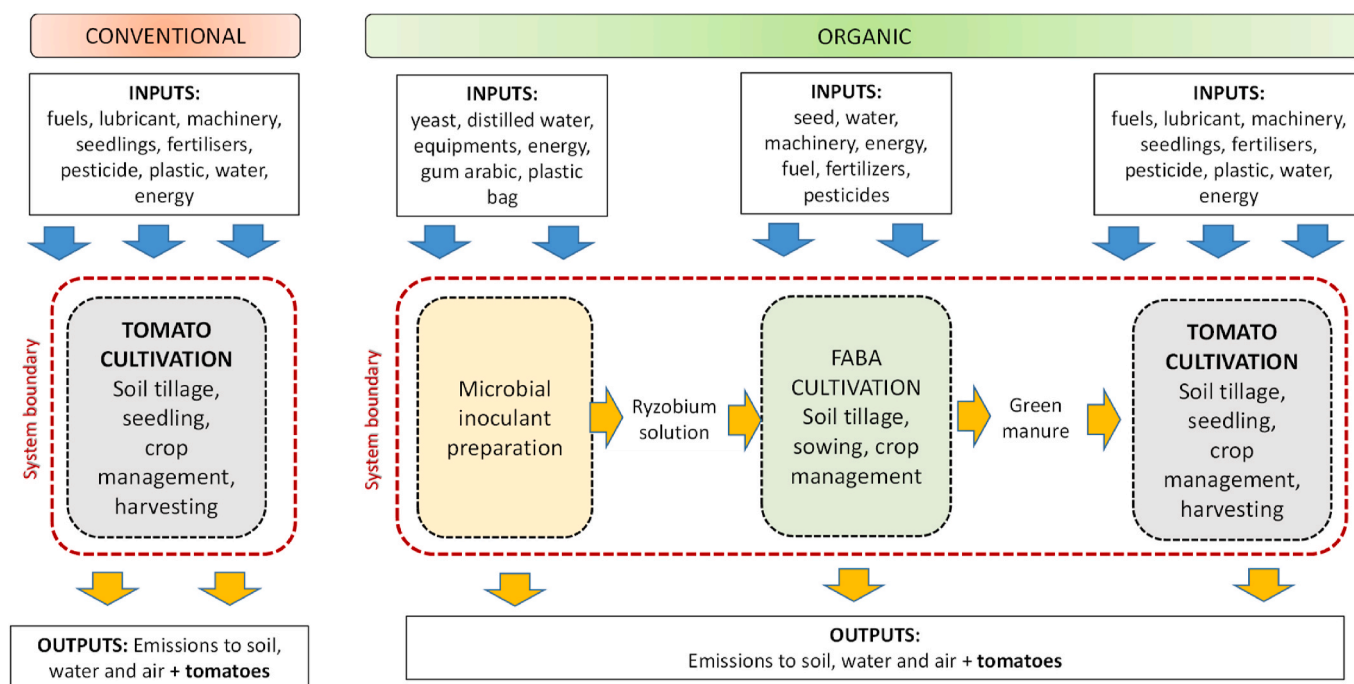 CONVENTIONAL
INPUTS:
fuels, lubricant, machinery,
seedlings, fertilisers,
pesticide, plastic, water,
energy
System boundary
TOMATO
CULTIVATION
Soil tillage,
seedling,
crop
management,
harvesting
OUTPUTS: Emissions to soil,
water and air + tomatoes
ORGANIC
INPUTS:
yeast, distilled water,
equipments, energy,
gum arabic, plastic
bag
INPUTS:
seed, water,
machinery, energy,
fuel, fertilizers,
pesticides
INPUTS:
fuels, lubricant, machinery,
seedlings, fertilisers,
pesticide, plastic, water,
energy
System boundary
Microbial
inoculant
preparation
Ryzobium
solution
FABA
CULTIVATION
Soil tillage,
sowing, crop
management
Green
manure
TOMATO
CULTIVATION
Soil tillage,
seedling,
crop
management,
harvesting
OUTPUTS:
Emissions to soil, water and air + tomatoes